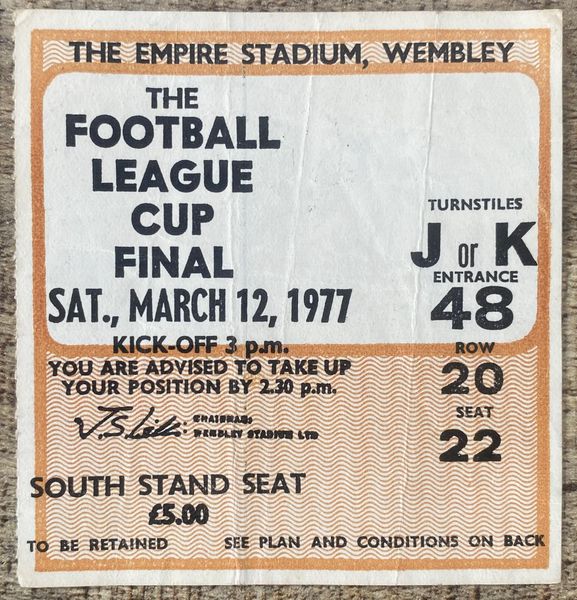 THE EMPIRE STADIUM, WEMBLEY
THE
FOOTBALL
LEAGUE
CUP
FINAL
SAT., MARCH 12, 1977
KICK-OFF 3 p.m.
YOU ARE ADVISED TO TAKE UP
YOUR POSITION BY 2.30 p.m.
CHAIRMAN:
WEMBLEY STADIUM LTD
TURNSTILES
J or K
ENTRANCE
48
ROW
20
SEAT
22
SOUTH STAND SEAT
£5.00
TO BE RETAINED SEE PLAN AND CONDITIONS ON BACK